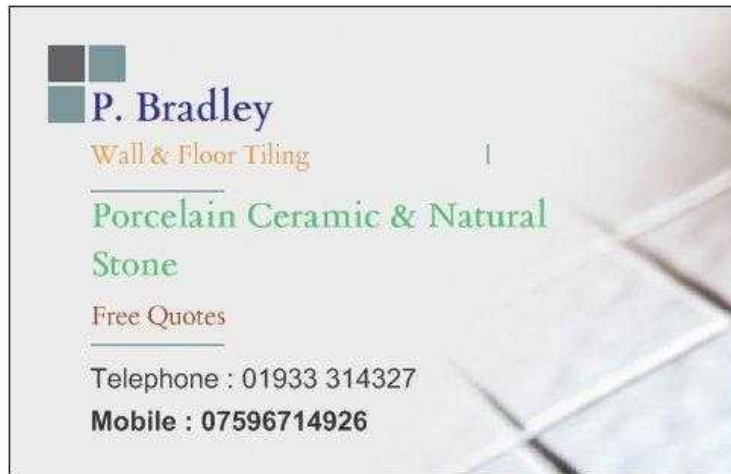 P. Bradley
Wall & Floor Tiling
Porcelain Ceramic & Natural
Stone
Free Quotes
Telephone : 01933 314327
Mobile : 07596714926